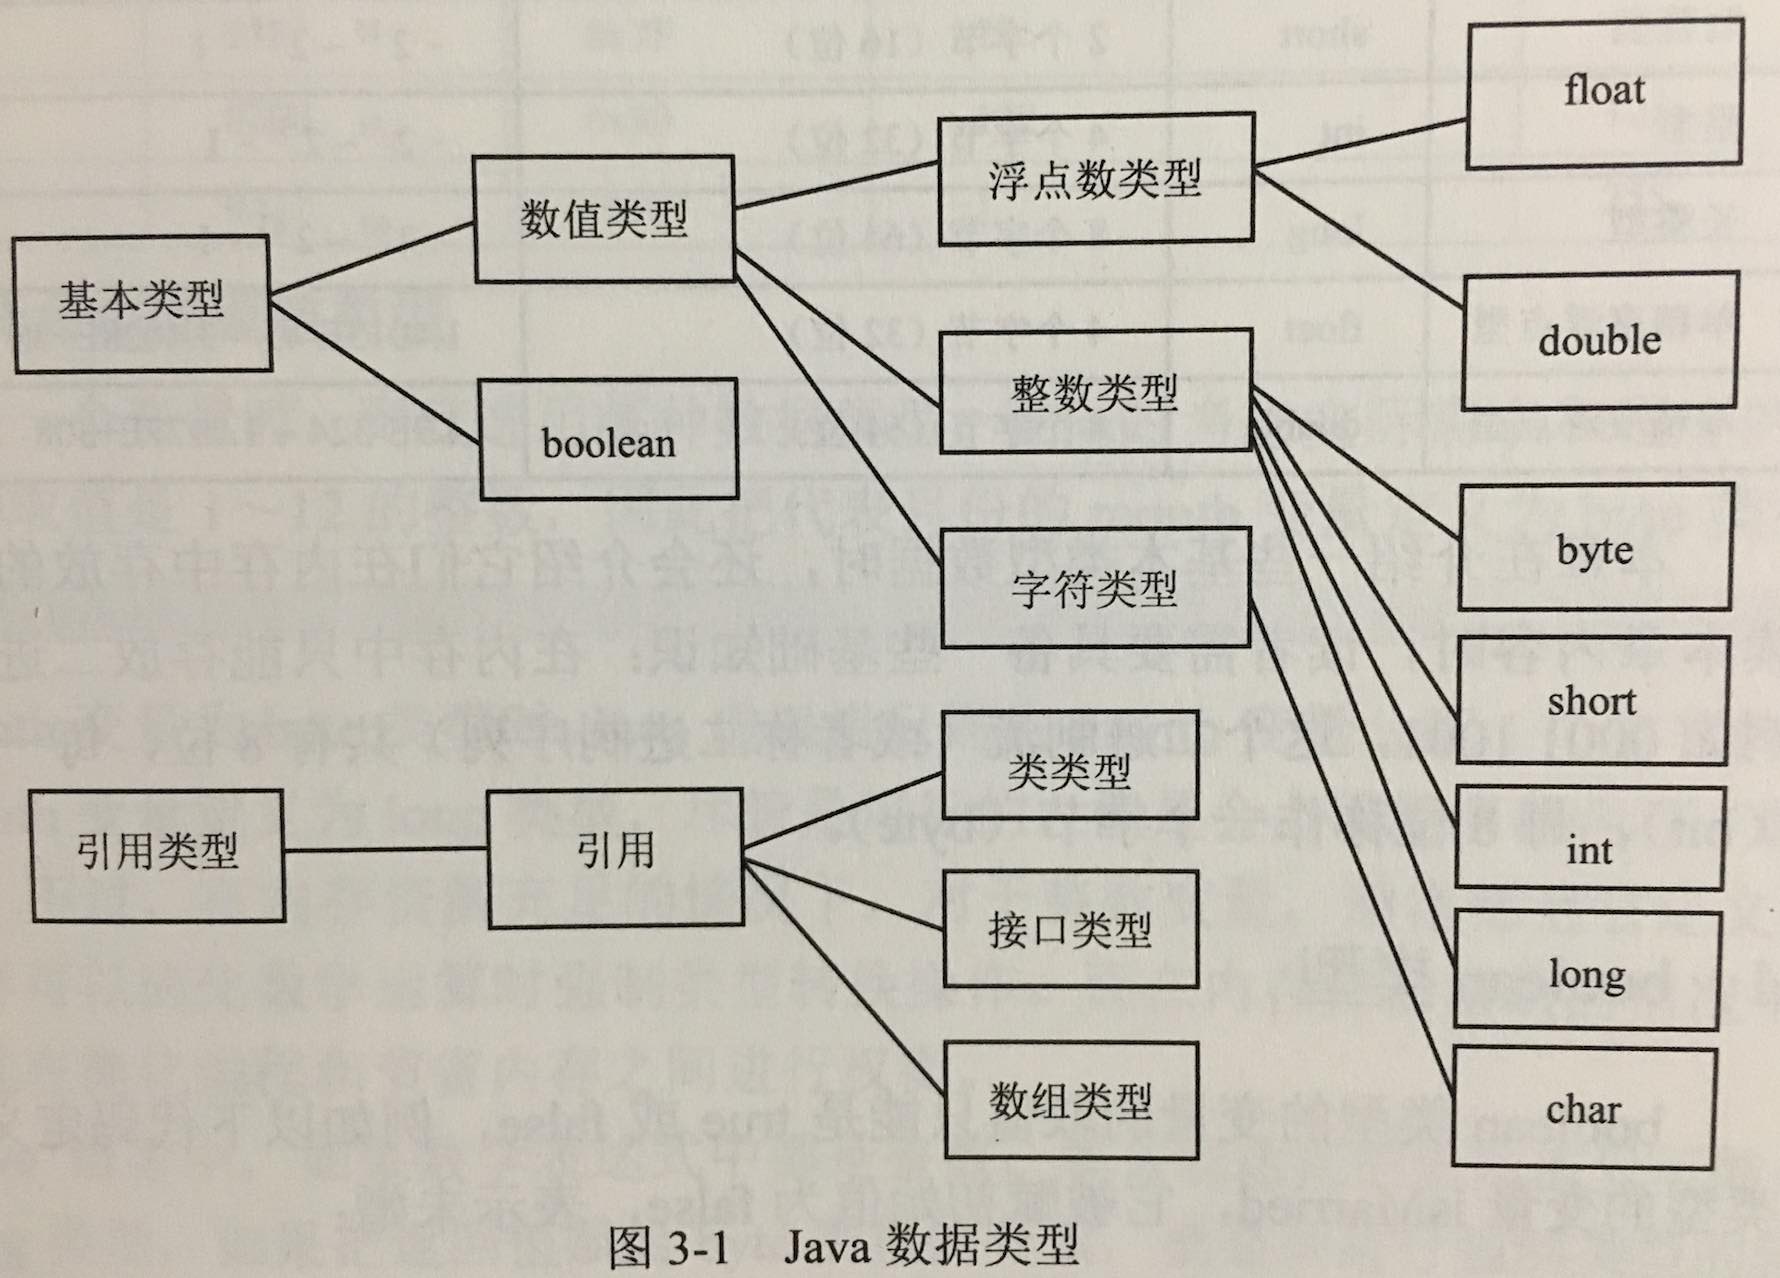 float
浮点数类型
数值类型
基本类型
double
整数类型
boolean
byte
字符类型
short
类类型
引用类型
引用
int
接口类型
long
数组类型
char
图 3-1 Java 数据类型